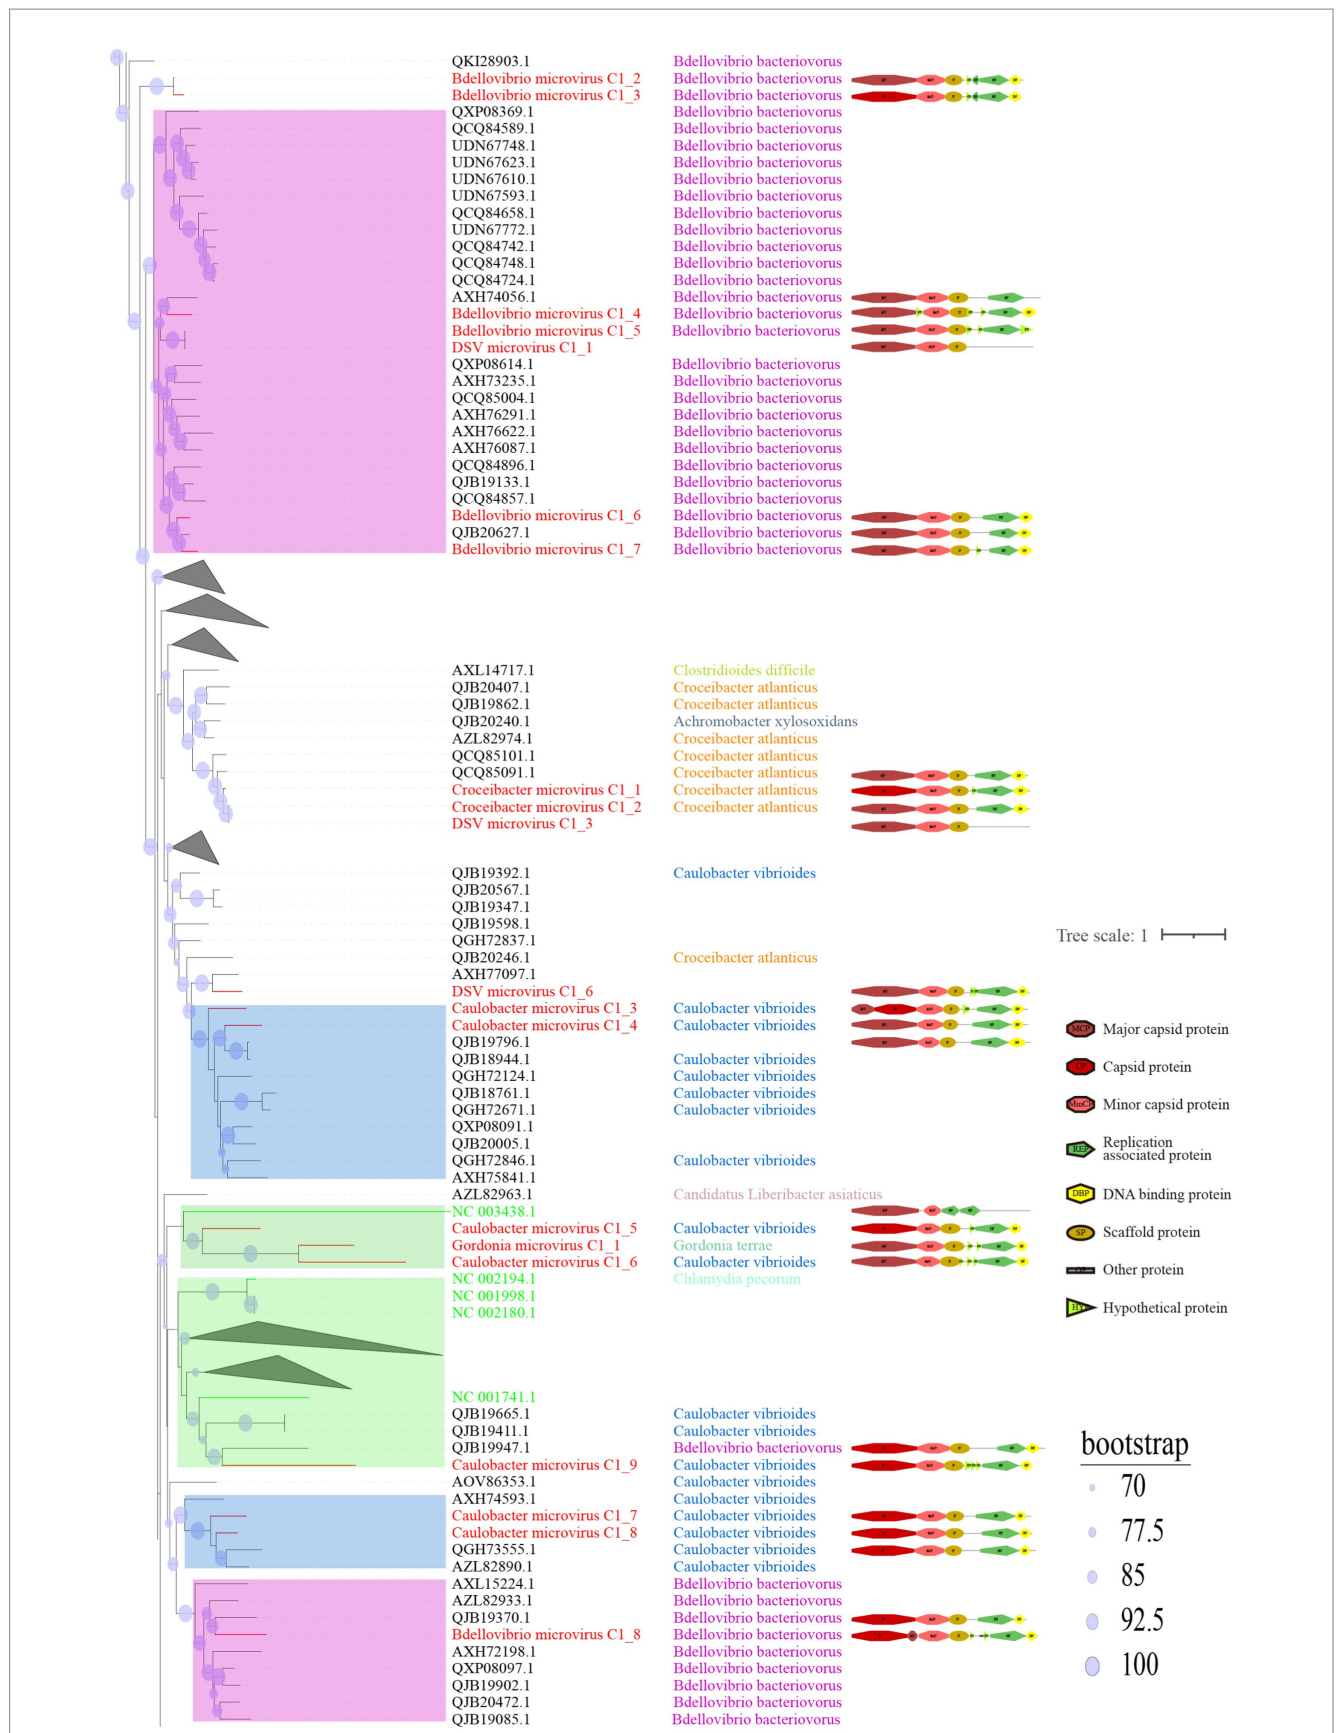 QKI28903.1 Bdellovibrio bacteriovorus
Bdellovibrio microvirus C1_2 Bdellovibrio bacteriovorus
Bdellovibrio microvirus C1_3 Bdellovibrio bacteriovorus
QXP08369.1 Bdellovibrio bacteriovorus
QCQ84589.1 Bdellovibrio bacteriovorus
UDN67748.1 Bdellovibrio bacteriovorus
UDN67623.1 Bdellovibrio bacteriovorus
UDN67610.1 Bdellovibrio bacteriovorus
UDN67593.1 Bdellovibrio bacteriovorus
QCQ84658.1 Bdellovibrio bacteriovorus
UDN67772.1 Bdellovibrio bacteriovorus
QCQ84742.1 Bdellovibrio bacteriovorus
QCQ84748.1 Bdellovibrio bacteriovorus
QCQ84724.1 Bdellovibrio bacteriovorus
AXH74056.1 Bdellovibrio bacteriovorus
Bdellovibrio microvirus C1_4 Bdellovibrio bacteriovorus
Bdellovibrio microvirus C1_5 Bdellovibrio bacteriovorus
DSV microvirus C1_1
QXP08614.1 Bdellovibrio bacteriovorus
AXH73235.1 Bdellovibrio bacteriovorus
QCQ85004.1 Bdellovibrio bacteriovorus
AXH76291.1 Bdellovibrio bacteriovorus
AXH76622.1 Bdellovibrio bacteriovorus
AXH76087.1 Bdellovibrio bacteriovorus
QCQ84896.1 Bdellovibrio bacteriovorus
QJB19133.1 Bdellovibrio bacteriovorus
QCQ84857.1 Bdellovibrio bacteriovorus
Bdellovibrio microvirus C1_6 Bdellovibrio bacteriovorus
QJB20627.1 Bdellovibrio bacteriovorus
Bdellovibrio microvirus C1_7 Bdellovibrio bacteriovorus
AXL14717.1 Clostridioides difficile
QJB20407.1 Croceibacter atlanticus
QJB19862.1 Croceibacter atlanticus
QJB20240.1 Achromobacter xylosoxidans
AZL82974.1 Croceibacter atlanticus
QCQ85101.1 Croceibacter atlanticus
QCQ85091.1 Croceibacter atlanticus
Croceibacter microvirus C1_1 Croceibacter atlanticus
Croceibacter microvirus C1_2 Croceibacter atlanticus
DSV microvirus C1_3
QJB19392.1 Caulobacter vibrioides
QJB20567.1
QJB19347.1
QJB19598.1
QGH72837.1
QJB20246.1 Croceibacter atlanticus
AXH77097.1
DSV microvirus C1_6
Caulobacter microvirus C1_3 Caulobacter vibrioides
Caulobacter microvirus C1_4 Caulobacter vibrioides
QJB19796.1
QJB18944.1 Caulobacter vibrioides
QGH72124.1 Caulobacter vibrioides
QJB18761.1 Caulobacter vibrioides
QGH72671.1 Caulobacter vibrioides
QXP08091.1
QJB20005.1
QGH72846.1 Caulobacter vibrioides
AXH75841.1
AZL82963.1 Candidatus Liberibacter asiaticus
NC 003438.1
Caulobacter microvirus C1_5 Caulobacter vibrioides
Gordonia microvirus C1_1 Gordonia terrae
Caulobacter microvirus C1_6 Caulobacter vibrioides
NC 002194.1 Chlamydia pecorum
NC 001998.1
NC 002180.1
NC 001741.1
QJB19665.1 Caulobacter vibrioides
QJB19411.1 Caulobacter vibrioides
QJB19947.1 Bdellovibrio bacteriovorus
Caulobacter microvirus C1_9 Caulobacter vibrioides
AOV86353.1 Caulobacter vibrioides
AXH74593.1 Caulobacter vibrioides
Caulobacter microvirus C1_7 Caulobacter vibrioides
Caulobacter microvirus C1_8 Caulobacter vibrioides
QGH73555.1 Caulobacter vibrioides
AZL82890.1 Caulobacter vibrioides
AXL15224.1 Bdellovibrio bacteriovorus
AZL82933.1 Bdellovibrio bacteriovorus
QJB19370.1 Bdellovibrio bacteriovorus
Bdellovibrio microvirus C1_8 Bdellovibrio bacteriovorus
AXH72198.1 Bdellovibrio bacteriovorus
QXP08097.1 Bdellovibrio bacteriovorus
QJB19902.1 Bdellovibrio bacteriovorus
QJB20472.1 Bdellovibrio bacteriovorus
QJB19085.1 Bdellovibrio bacteriovorus
Tree scale: 1
MCP Major capsid protein
CP Capsid protein
MinCP Minor capsid protein
REP Replication
associated protein
DBP DNA binding protein
SP Scaffold protein
Other protein
HYP Hypothetical protein
bootstrap
70
77.5
85
92.5
100